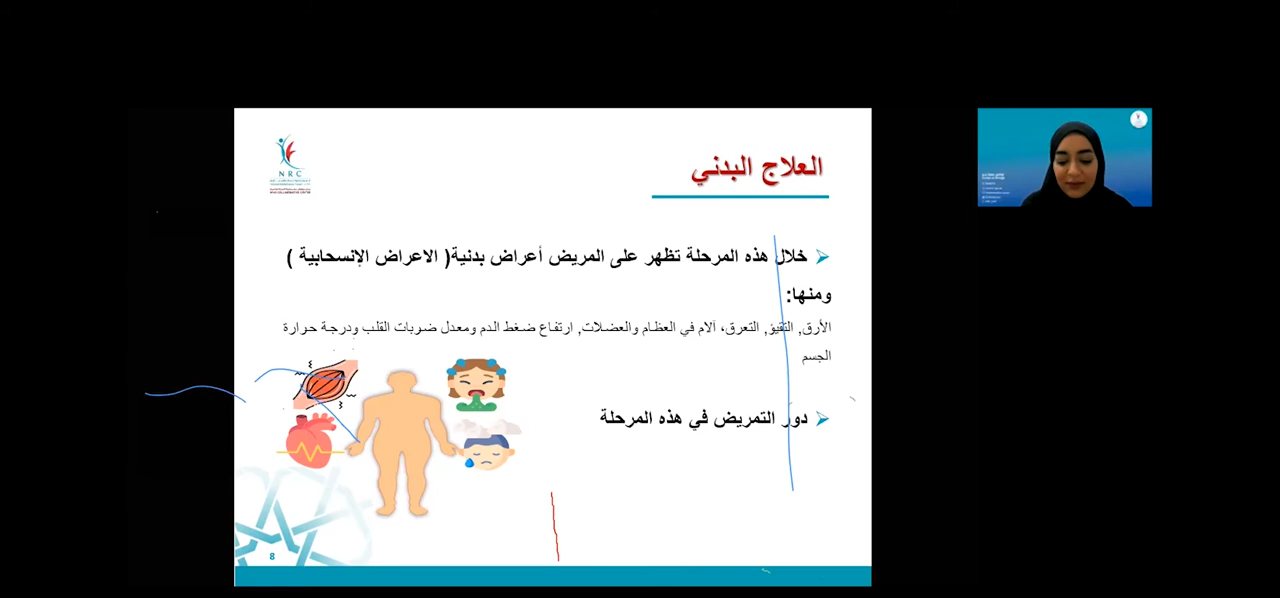 العلاج البدني
NRC
خلال هذه المرحلة تظهر على المريض أعراض بدنية( الاعراض الإنسحابية )
ومنها:
الأرق, التقيؤ, التعرق، آلام في العظام والعضلات, ارتفاع ضغط الدم ومعدل ضربات القلب ودرجة حرارة
الجسم
دور التمريض في هذه المرحلة
8